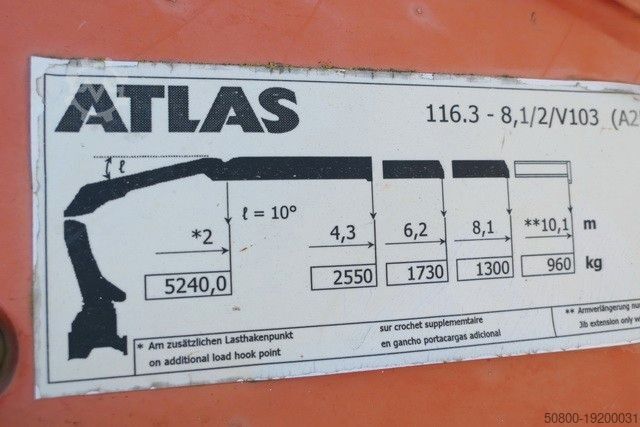 ATLAS
116.3 - 8,1/2/V103 (A2
ℓ
ℓ = 10°
*2 4,3 6,2 8,1 **10,1 m
5240,0 2550 1730 1300 960 kg
* Am zusätzlichen Lasthakenpunkt
on additional load hook point
sur crochet supplementaire
en gancho portacargas adicional
** Armverlängerung nur
Jib extension only w
50800-19200031